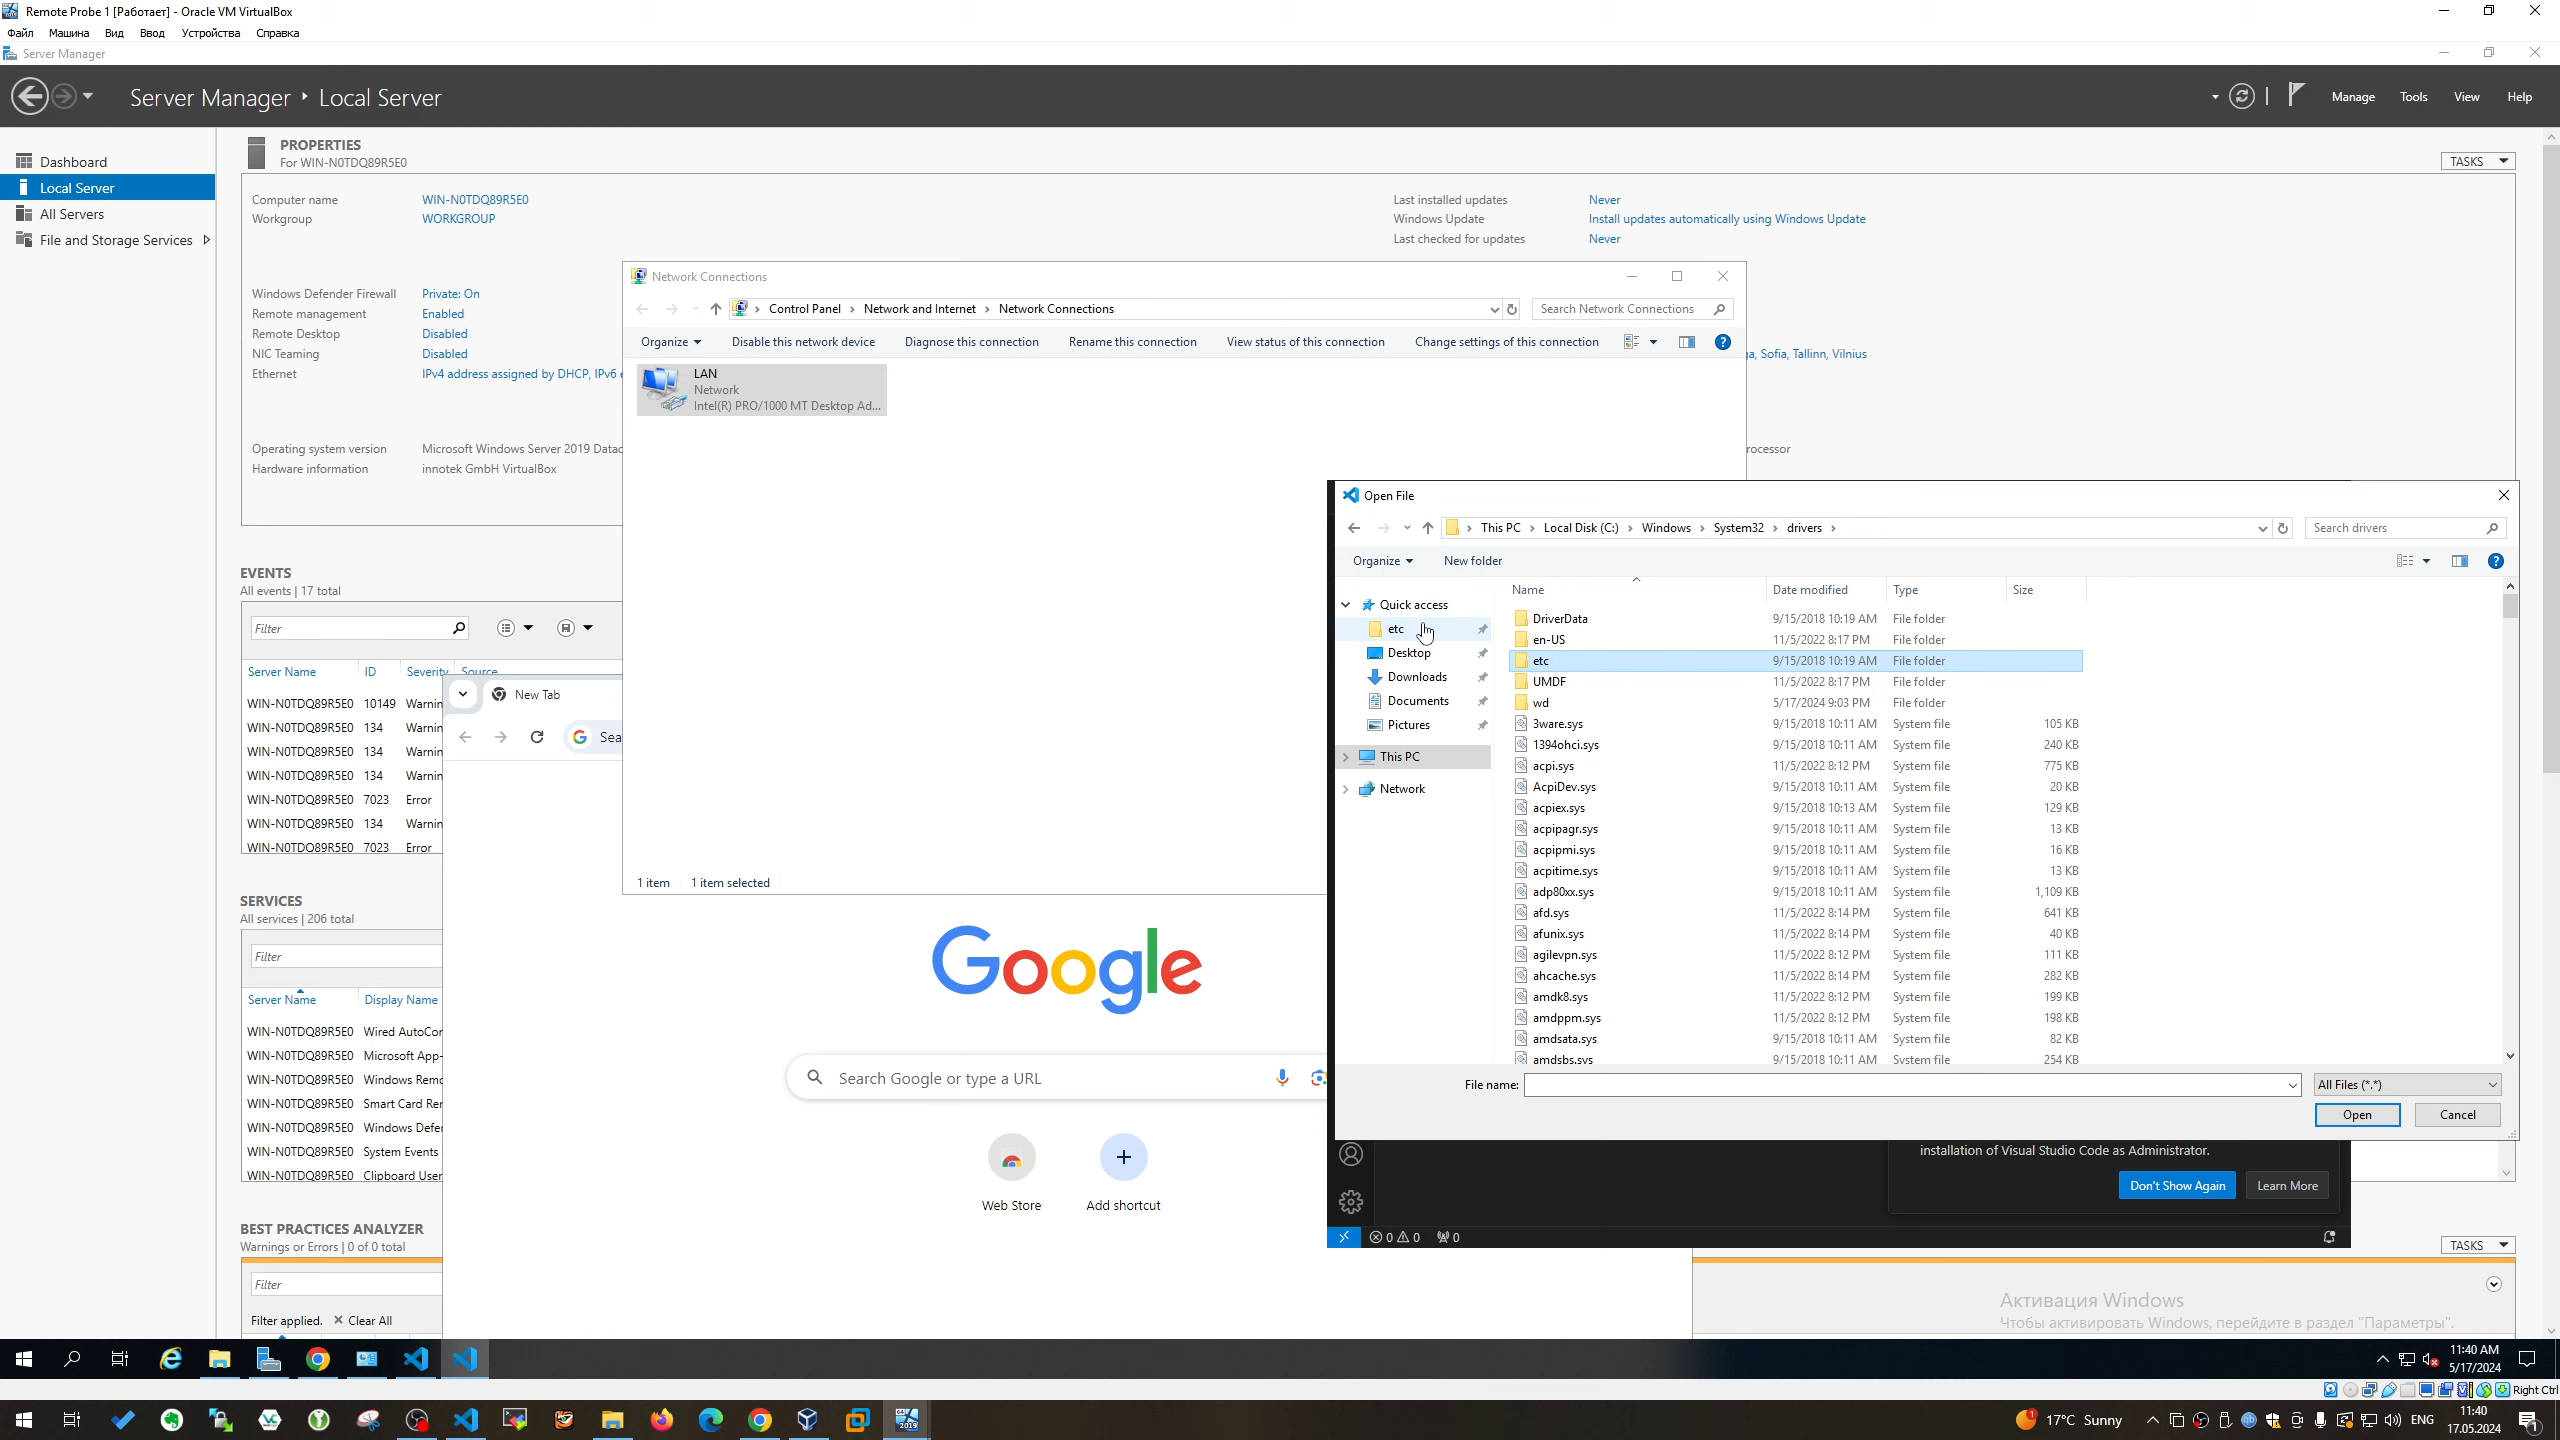 Remote Probe 1 [Работает] - Oracle VM VirtualBox
Файл Машина Вид Ввод Устройства Справка
Server Manager
Server Manager ‣ Local Server
Manage Tools View Help
Dashboard
Local Server
All Servers
File and Storage Services
PROPERTIES
For WIN-N0TDQ89R5E0
TASKS
Computer name WIN-N0TDQ89R5E0
Workgroup WORKGROUP
Last installed updates Never
Windows Update Install updates automatically using Windows Update
Last checked for updates Never
Windows Defender Firewall Private: On
Remote management Enabled
Remote Desktop Disabled
NIC Teaming Disabled
Ethernet IPv4 address assigned by DHCP, IPv6 e
Sofia, Tallinn, Vilnius
Operating system version Microsoft Windows Server 2019 Datac
Hardware information innotek GmbH VirtualBox
rocessor
Network Connections
Control Panel > Network and Internet > Network Connections
Search Network Connections
Organize Disable this network device Diagnose this connection Rename this connection View status of this connection Change settings of this connection
LAN
Network
Intel(R) PRO/1000 MT Desktop Ad...
1 item 1 item selected
EVENTS
All events | 17 total
Filter
Server Name ID Severity Source
WIN-N0TDQ89R5E0 10149 Warnin
WIN-N0TDQ89R5E0 134 Warnin
WIN-N0TDQ89R5E0 134 Warnin
WIN-N0TDQ89R5E0 134 Warnin
WIN-N0TDQ89R5E0 7023 Error
WIN-N0TDQ89R5E0 134 Warnin
WIN-N0TDQ89R5E0 7023 Error
SERVICES
All services | 206 total
Filter
Server Name Display Name
WIN-N0TDQ89R5E0 Wired AutoCor
WIN-N0TDQ89R5E0 Microsoft App-
WIN-N0TDQ89R5E0 Windows Remo
WIN-N0TDQ89R5E0 Smart Card Rer
WIN-N0TDQ89R5E0 Windows Defer
WIN-N0TDQ89R5E0 System Events
WIN-N0TDQ89R5E0 Clipboard User
BEST PRACTICES ANALYZER
Warnings or Errors | 0 of 0 total
TASKS
Filter
Filter applied. ✕ Clear All
New Tab
Sea
Google
Search Google or type a URL
Web Store
Add shortcut
Open File
This PC > Local Disk (C:) > Windows > System32 > drivers >
Search drivers
Organize New folder
Quick access
etc
Desktop
Downloads
Documents
Pictures
This PC
Network
Name Date modified Type Size
DriverData 9/15/2018 10:19 AM File folder
en-US 11/5/2022 8:17 PM File folder
etc 9/15/2018 10:19 AM File folder
UMDF 11/5/2022 8:17 PM File folder
wd 5/17/2024 9:03 PM File folder
3ware.sys 9/15/2018 10:11 AM System file 105 KB
1394ohci.sys 9/15/2018 10:11 AM System file 240 KB
acpi.sys 11/5/2022 8:12 PM System file 775 KB
AcpiDev.sys 9/15/2018 10:11 AM System file 20 KB
acpiex.sys 9/15/2018 10:13 AM System file 129 KB
acpipagr.sys 9/15/2018 10:11 AM System file 13 KB
acpipmi.sys 9/15/2018 10:11 AM System file 16 KB
acpitime.sys 9/15/2018 10:11 AM System file 13 KB
adp80xx.sys 9/15/2018 10:11 AM System file 1,109 KB
afd.sys 11/5/2022 8:14 PM System file 641 KB
afunix.sys 11/5/2022 8:14 PM System file 40 KB
agilevpn.sys 11/5/2022 8:12 PM System file 111 KB
ahcache.sys 11/5/2022 8:14 PM System file 282 KB
amdk8.sys 11/5/2022 8:12 PM System file 199 KB
amdppm.sys 11/5/2022 8:12 PM System file 198 KB
amdsata.sys 9/15/2018 10:11 AM System file 82 KB
amdsbs.sys 9/15/2018 10:11 AM System file 254 KB
File name: All Files (*.*)
Open Cancel
installation of Visual Studio Code as Administrator.
Don't Show Again Learn More
0 0 0
Активация Windows
Чтобы активировать Windows, перейдите в раздел "Параметры".
11:40 AM
5/17/2024
Right Ctrl
17°C Sunny
ENG
11:40
17.05.2024